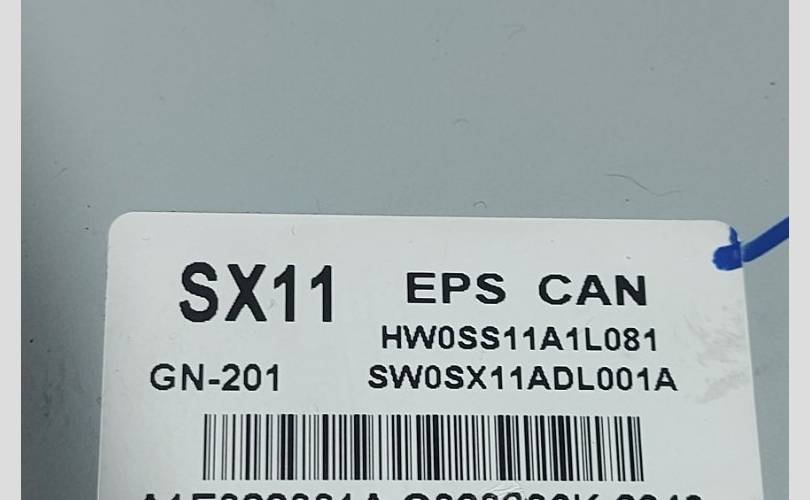 SX11 EPS CAN
HW0SS11A1L081
GN-201 SW0SX11ADL001A